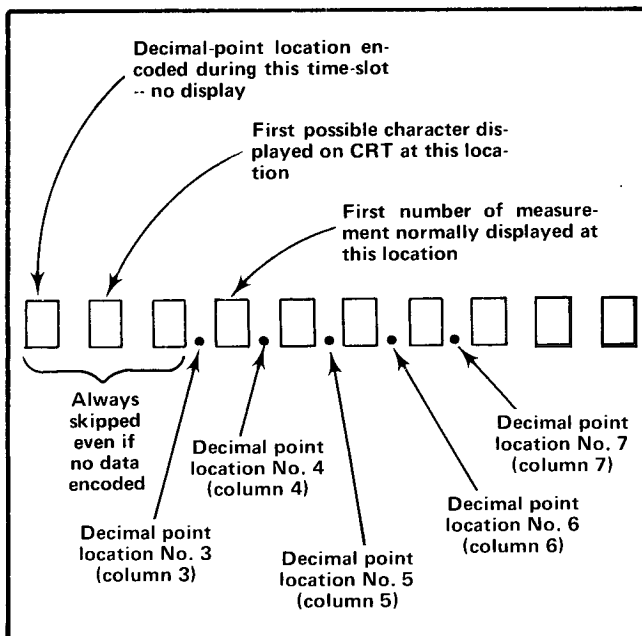 Decimal-point location en-
coded during this time-slot
-- no display
First possible character dis-
played on CRT at this loca-
tion
First number of measure-
ment normally displayed at
this location
Always
skipped
even if
no data
encoded
Decimal point
location No. 3
(column 3)
Decimal point
location No. 4
(column 4)
Decimal point
location No. 5
(column 5)
Decimal point
location No. 6
(column 6)
Decimal point
location No. 7
(column 7)